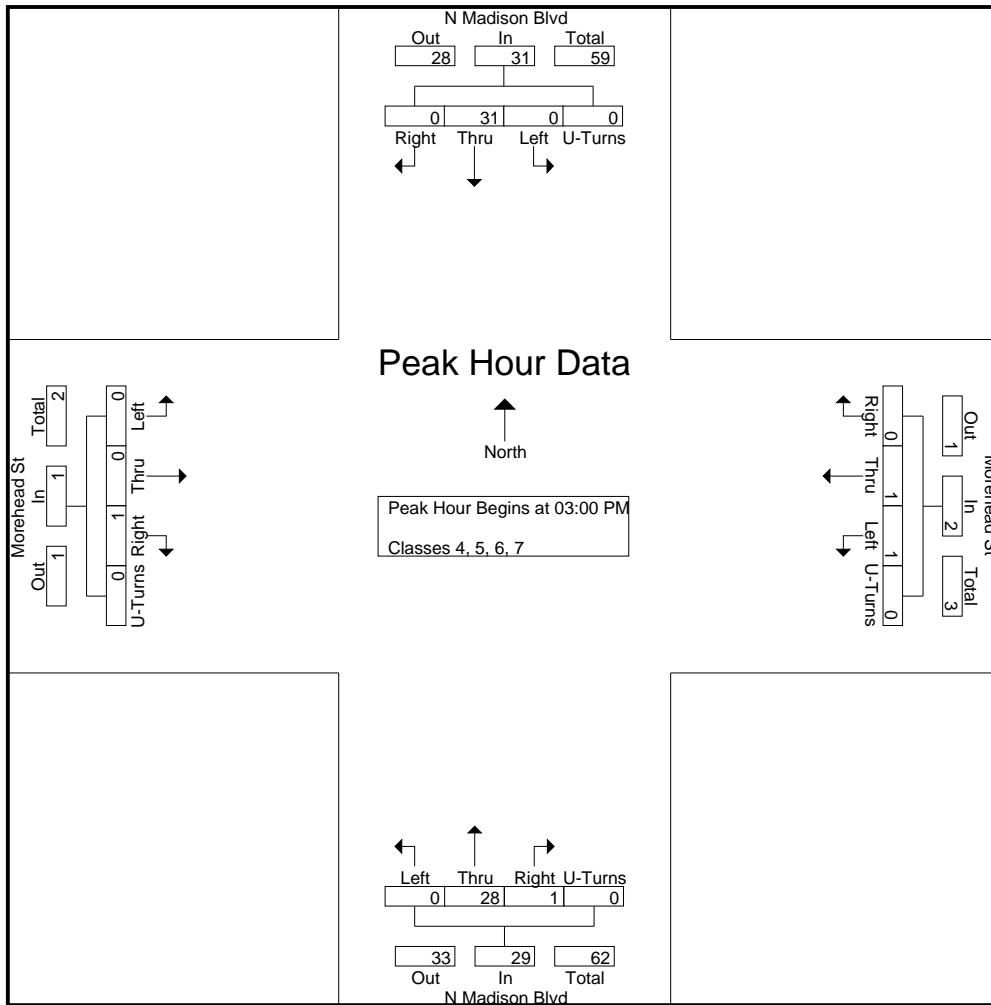 N Madison Blvd
Out In Total
28 31 59
0 31 0 0
Right Thru Left U-Turns
Peak Hour Data
North
Peak Hour Begins at 03:00 PM
Classes 4, 5, 6, 7
Morehead St
Total In Out
2 1 1
0 0 1 0
Left Thru Right U-Turns
Right Thru Left U-Turns
0 1 1 0
Out In Total
1 2 3
Morehead St
Left Thru Right U-Turns
0 28 1 0
33 29 62
Out In Total
N Madison Blvd